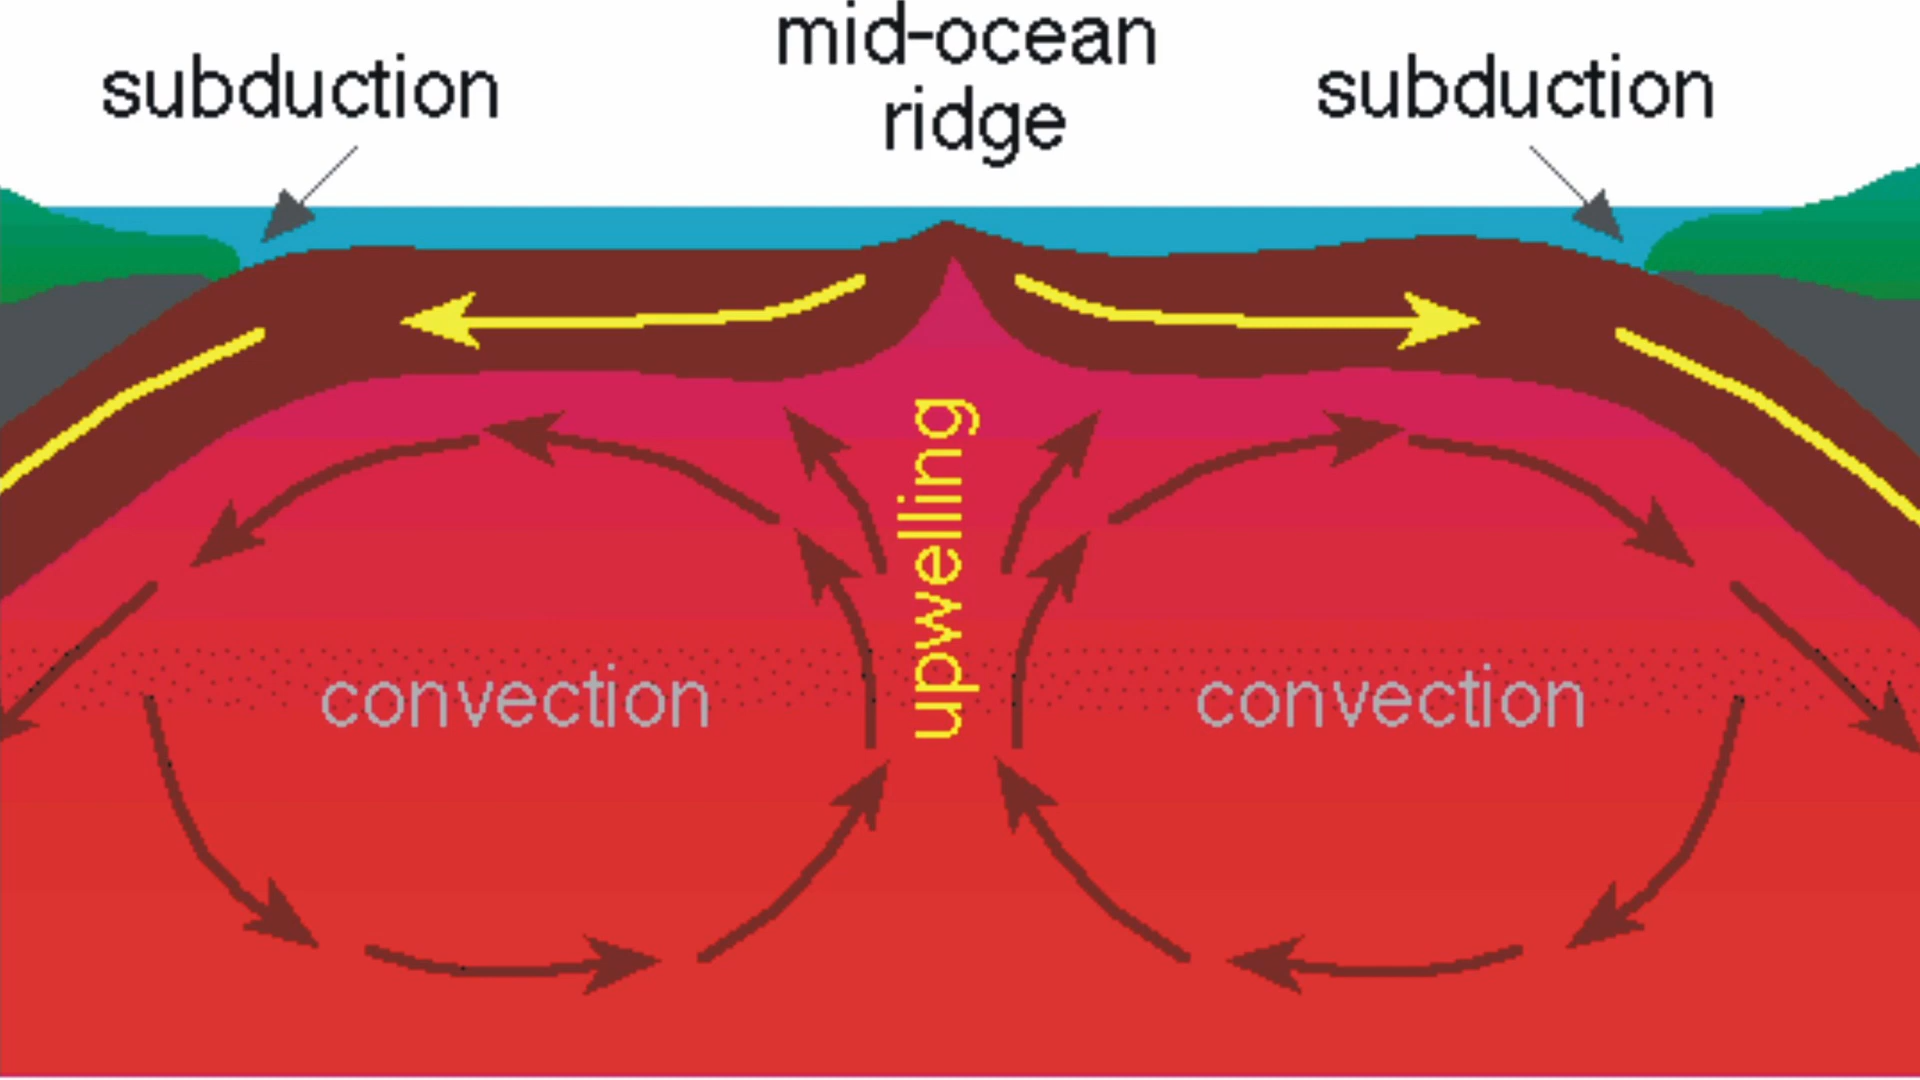 mid-ocean
ridge
subduction
subduction
upwelling
convection
convection